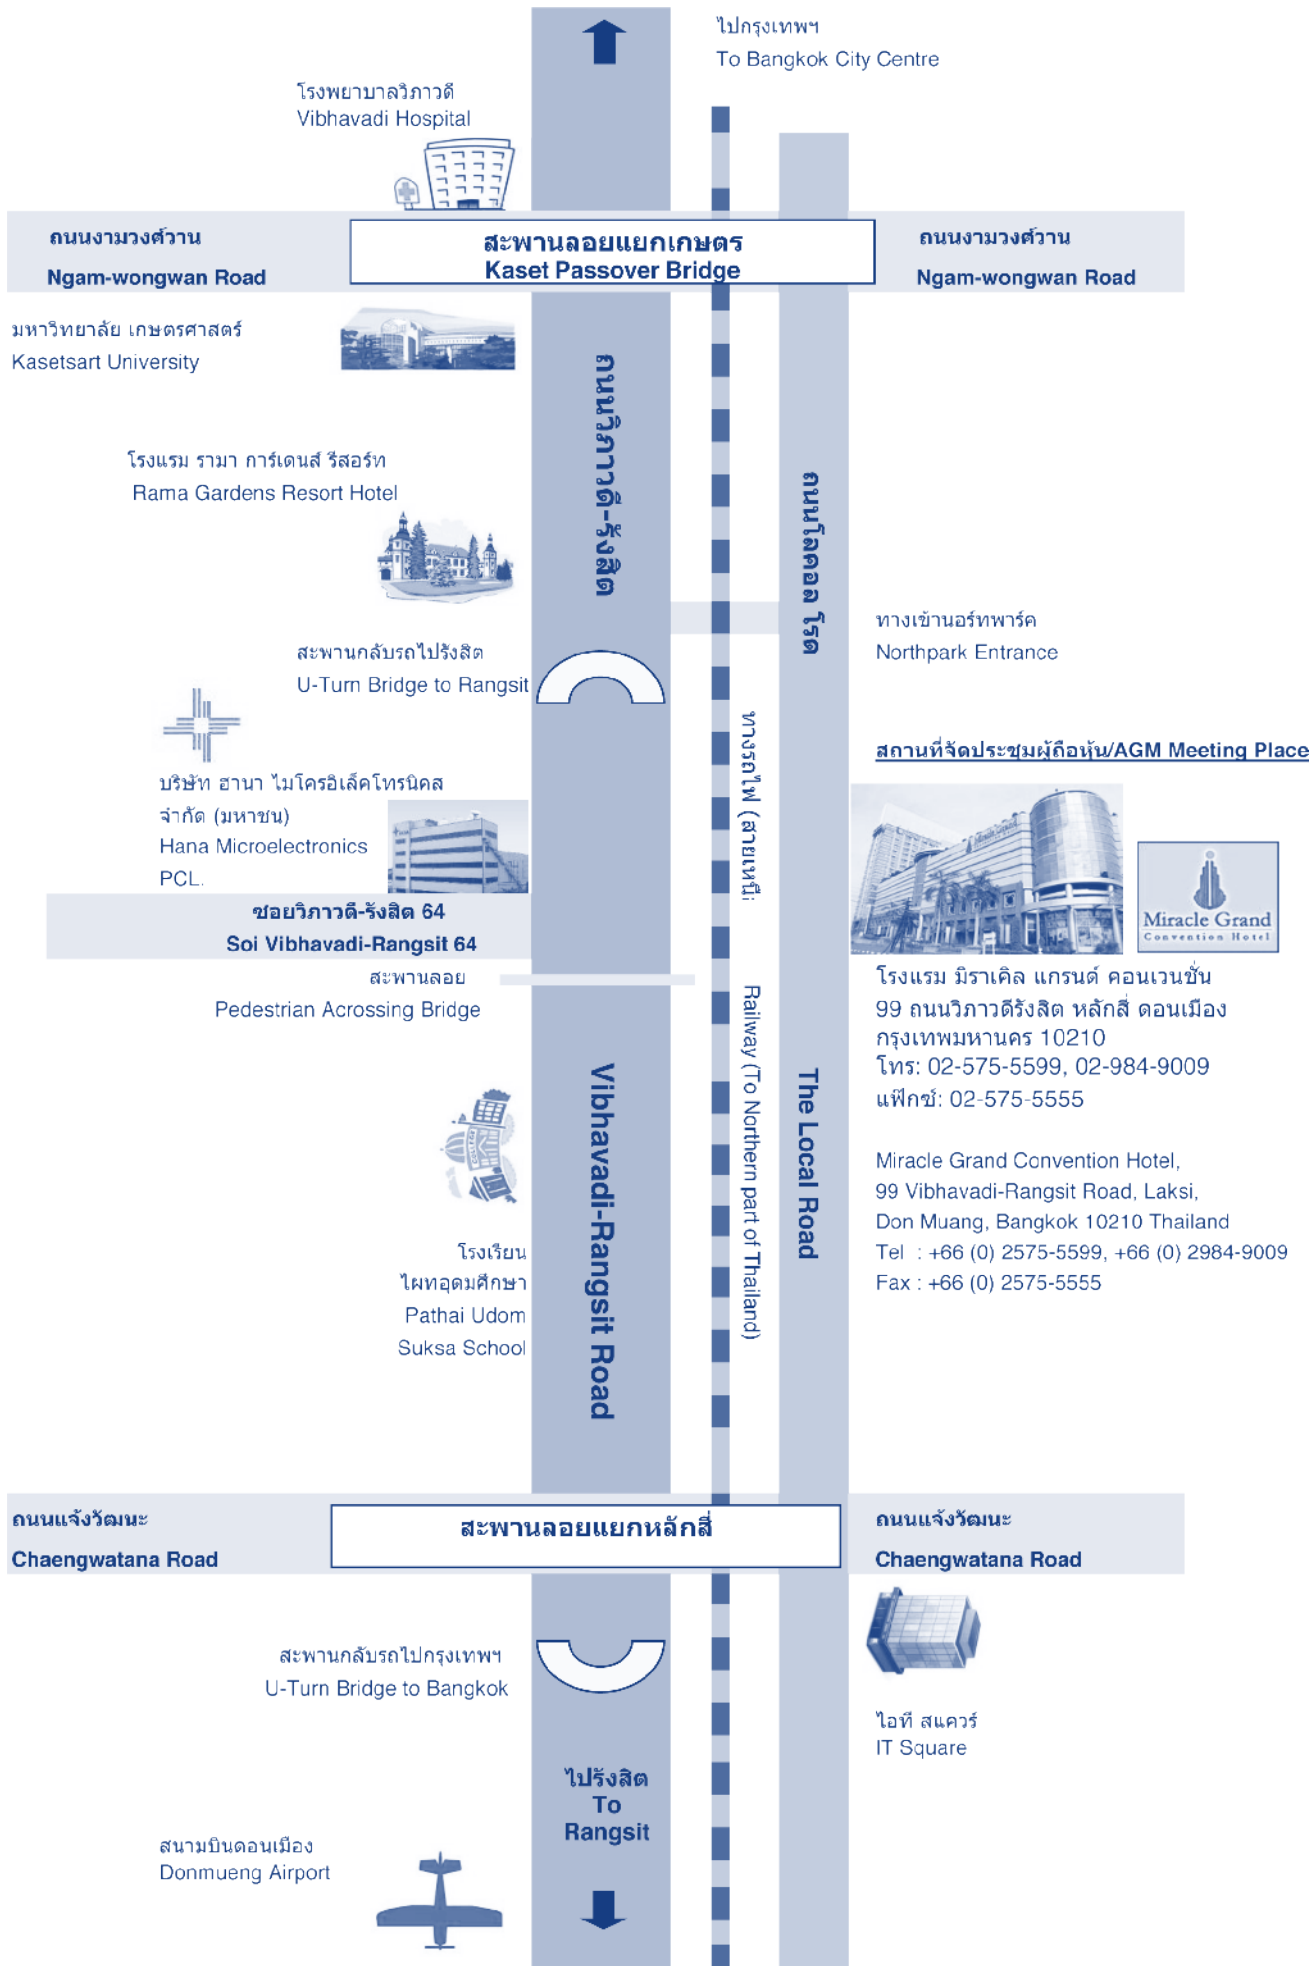 ไปกรุงเทพฯ
To Bangkok City Centre
โรงพยาบาลวิภาวดี
Vibhavadi Hospital
ถนนงามวงศ์วาน
Ngam-wongwan Road
สะพานลอยแยกเกษตร
Kaset Passover Bridge
ถนนงามวงศ์วาน
Ngam-wongwan Road
มหาวิทยาลัย เกษตรศาสตร์
Kasetsart University
ถนนวิภาวดี-รังสิต
โรงแรม รามา การ์เดนส์ รีสอร์ท
Rama Gardens Resort Hotel
ถนนโลคอล โรด
ทางเข้านอร์ทพาร์ค
Northpark Entrance
สะพานกลับรถไปรังสิต
U-Turn Bridge to Rangsit
ทางรถไฟ (สายเหนือ
สถานที่จัดประชุมผู้ถือหุ้น/AGM Meeting Place
บริษัท ฮานา ไมโครอิเล็คโทรนิคส
จำกัด (มหาชน)
Hana Microelectronics
PCL.
Miracle Grand
Miracle Grand
Convention Hotel
ซอยวิภาวดี-รังสิต 64
Soi Vibhavadi-Rangsit 64
สะพานลอย
Pedestrian Acrossing Bridge
โรงแรม มิราเคิล แกรนด์ คอนเวนชั่น
99 ถนนวิภาวดีรังสิต หลักสี่ ดอนเมือง
กรุงเทพมหานคร 10210
โทร: 02-575-5599, 02-984-9009
แฟ๊กซ์: 02-575-5555
Vibhavadi-Rangsit Road
Railway (To Northern part of Thailand)
The Local Road
COLLEGE
Miracle Grand Convention Hotel,
99 Vibhavadi-Rangsit Road, Laksi,
Don Muang, Bangkok 10210 Thailand
Tel : +66 (0) 2575-5599, +66 (0) 2984-9009
Fax : +66 (0) 2575-5555
โรงเรียน
ไผทอุดมศึกษา
Pathai Udom
Suksa School
ถนนแจ้งวัฒนะ
Chaengwatana Road
สะพานลอยแยกหลักสี่
ถนนแจ้งวัฒนะ
Chaengwatana Road
สะพานกลับรถไปกรุงเทพฯ
U-Turn Bridge to Bangkok
ไอที สแควร์
IT Square
ไปรังสิต
To
Rangsit
สนามบินดอนเมือง
Donmueng Airport